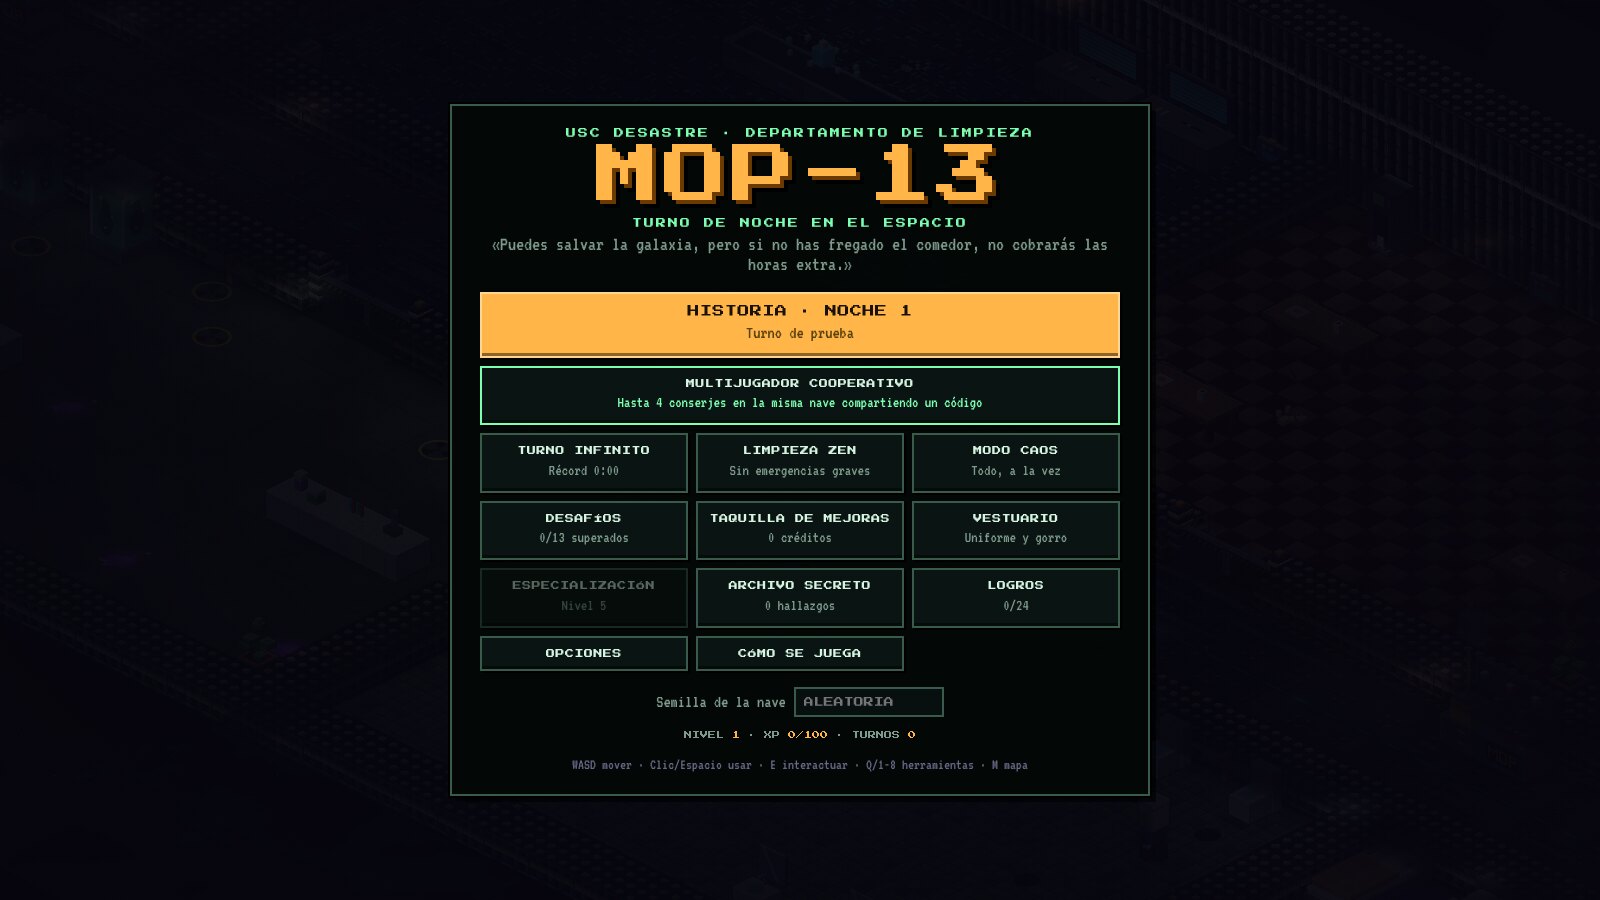 USC DESASTRE · DEPARTAMENTO DE LIMPIEZA
MOP-13
TURNO DE NOCHE EN EL ESPACIO
«Puedes salvar la galaxia, pero si no has fregado el comedor, no cobrarás las
horas extra.»
HISTORIA · NOCHE 1
Turno de prueba
MULTIJUGADOR COOPERATIVO
Hasta 4 conserjes en la misma nave compartiendo un código
TURNO INFINITO
Récord 0:00
LIMPIEZA ZEN
Sin emergencias graves
MODO CAOS
Todo, a la vez
DESAFíOS
0/13 superados
TAQUILLA DE MEJORAS
0 créditos
VESTUARIO
Uniforme y gorro
ESPECIALIZACIóN
Nivel 5
ARCHIVO SECRETO
0 hallazgos
LOGROS
0/24
OPCIONES
CóMO SE JUEGA
Semilla de la nave ALEATORIA
NIVEL 1 · XP 0/100 · TURNOS 0
WASD mover · Clic/Espacio usar · E interactuar · Q/1-8 herramientas · M mapa